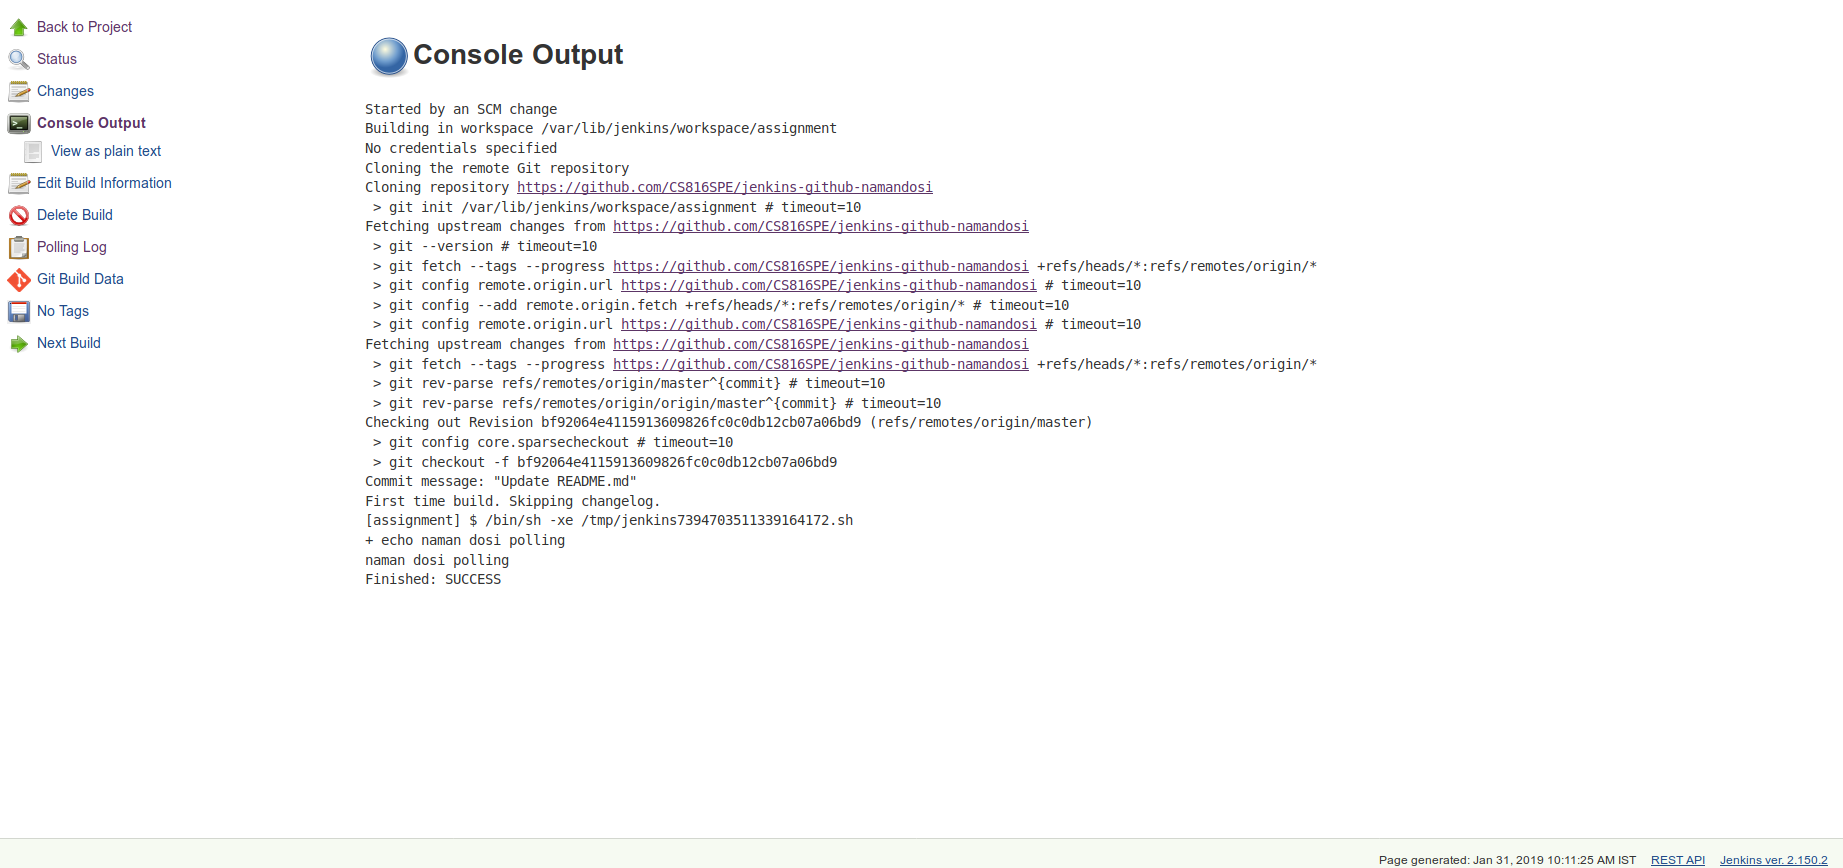 Back to Project
Status
Changes
Console Output
View as plain text
Edit Build Information
Delete Build
Polling Log
Git Build Data
No Tags
Next Build
Console Output
Started by an SCM change
Building in workspace /var/lib/jenkins/workspace/assignment
No credentials specified
Cloning the remote Git repository
Cloning repository https://github.com/CS816SPE/jenkins-github-namandosi
 > git init /var/lib/jenkins/workspace/assignment # timeout=10
Fetching upstream changes from https://github.com/CS816SPE/jenkins-github-namandosi
 > git --version # timeout=10
 > git fetch --tags --progress https://github.com/CS816SPE/jenkins-github-namandosi +refs/heads/*:refs/remotes/origin/*
 > git config remote.origin.url https://github.com/CS816SPE/jenkins-github-namandosi # timeout=10
 > git config --add remote.origin.fetch +refs/heads/*:refs/remotes/origin/* # timeout=10
 > git config remote.origin.url https://github.com/CS816SPE/jenkins-github-namandosi # timeout=10
Fetching upstream changes from https://github.com/CS816SPE/jenkins-github-namandosi
 > git fetch --tags --progress https://github.com/CS816SPE/jenkins-github-namandosi +refs/heads/*:refs/remotes/origin/*
 > git rev-parse refs/remotes/origin/master^{commit} # timeout=10
 > git rev-parse refs/remotes/origin/origin/master^{commit} # timeout=10
Checking out Revision bf92064e4115913609826fc0c0db12cb07a06bd9 (refs/remotes/origin/master)
 > git config core.sparsecheckout # timeout=10
 > git checkout -f bf92064e4115913609826fc0c0db12cb07a06bd9
Commit message: "Update README.md"
First time build. Skipping changelog.
[assignment] $ /bin/sh -xe /tmp/jenkins7394703511339164172.sh
+ echo naman dosi polling
naman dosi polling
Finished: SUCCESS
Page generated: Jan 31, 2019 10:11:25 AM IST REST API Jenkins ver. 2.150.2